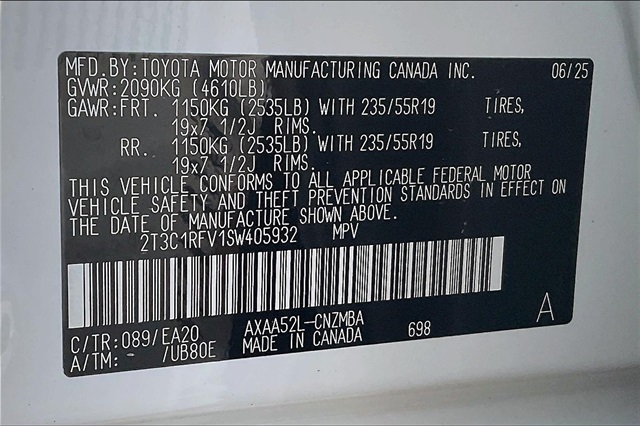 MFD.BY:TOYOTA MOTOR MANUFACTURING CANADA INC. 06/25
GVWR:2090KG (4610LB)
GAWR:FRT. 1150KG (2535LB) WITH 235/55R19 TIRES,
19x7 1/2J RIMS.
RR. 1150KG (2535LB) WITH 235/55R19 TIRES,
19x7 1/2J RIMS.
THIS VEHICLE CONFORMS TO ALL APPLICABLE FEDERAL MOTOR
VEHICLE SAFETY AND THEFT PREVENTION STANDARDS IN EFFECT ON
THE DATE OF MANUFACTURE SHOWN ABOVE.
2T3C1RFV1SW405932 MPV
C/TR:089/EA20 AXAA52L-CNZMBA 698 A
A/TM:- /UB80E MADE IN CANADA